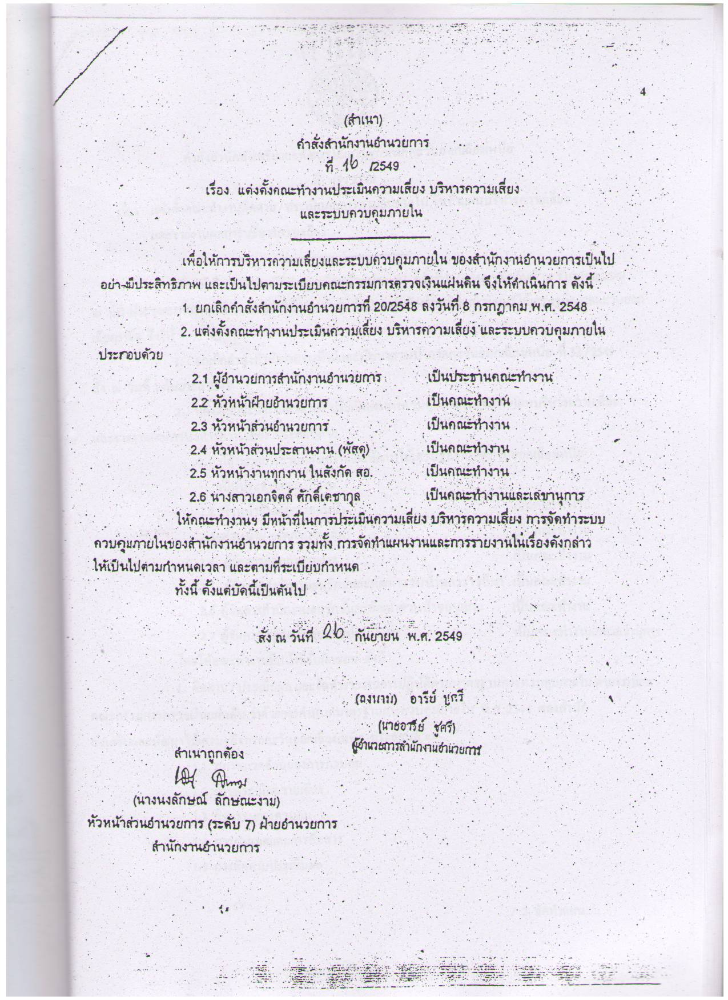 4
(สำเนา)
คำสั่งสำนักงานอำนวยการ
ที่ 16 /2549
เรื่อง แต่งตั้งคณะทำงานประเมินความเสี่ยง บริหารความเสี่ยง
และระบบควบคุมภายใน
เพื่อให้การบริหารความเสี่ยงและระบบควบคุมภายใน ของสำนักงานอำนวยการเป็นไป
อย่างมีประสิทธิภาพ และเป็นไปตามระเบียบคณะกรรมการตรวจเงินแผ่นดิน จึงให้ดำเนินการ ดังนี้
1. ยกเลิกคำสั่งสำนักงานอำนวยการที่ 20/2548 ลงวันที่ 8 กรกฎาคม พ.ศ. 2548
2. แต่งตั้งคณะทำงานประเมินความเสี่ยง บริหารความเสี่ยง และระบบควบคุมภายใน
ประกอบด้วย
2.1 ผู้อำนวยการสำนักงานอำนวยการ เป็นประธานคณะทำงาน
2.2 หัวหน้าฝ่ายอำนวยการ เป็นคณะทำงาน
2.3 หัวหน้าส่วนอำนวยการ เป็นคณะทำงาน
2.4 หัวหน้าส่วนประสานงาน (พัสดุ) เป็นคณะทำงาน
2.5 หัวหน้างานทุกงาน ในสังกัด สอ. เป็นคณะทำงาน
2.6 นางสาวเอกจิตต์ ศักดิ์เดชากุล เป็นคณะทำงานและเลขานุการ
ให้คณะทำงานฯ มีหน้าที่ในการประเมินความเสี่ยง บริหารความเสี่ยง การจัดทำระบบ
ควบคุมภายในของสำนักงานอำนวยการ รวมทั้ง การจัดทำแผนงานและการรายงานในเรื่องดังกล่าว
ให้เป็นไปตามกำหนดเวลา และตามที่ระเบียบกำหนด
ทั้งนี้ ตั้งแต่บัดนี้เป็นต้นไป
สั่ง ณ วันที่ 26 กันยายน พ.ศ. 2549
(ลงนาม) อารีย์ ชูศรี
(นายอารีย์ ชูศรี)
ผู้อำนวยการสำนักงานอำนวยการ
สำเนาถูกต้อง
(นางนงลักษณ์ ลักษณะงาม)
หัวหน้าส่วนอำนวยการ (ระดับ 7) ฝ่ายอำนวยการ
สำนักงานอำนวยการ